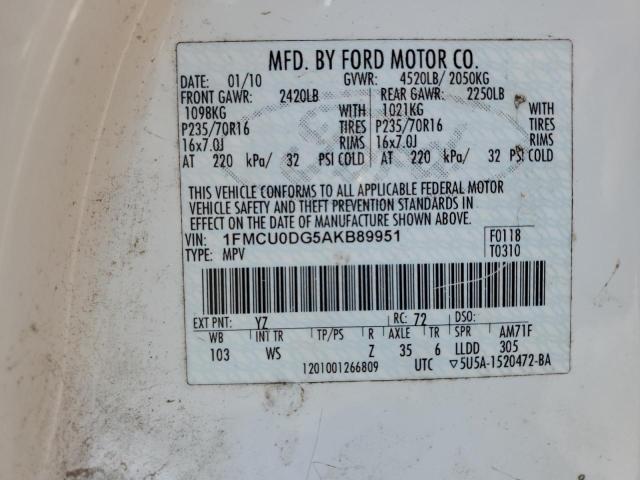 MFD. BY FORD MOTOR CO.
DATE: 01/10 GVWR: 4520LB/ 2050KG
FRONT GAWR: 2420LB REAR GAWR: 2250LB
1098KG WITH 1021KG WITH
P235/70R16 TIRES P235/70R16 TIRES
16x7.0J RIMS 16x7.0J RIMS
AT 220 kPa/ 32 PSI COLD AT 220 kPa/ 32 PSI COLD
THIS VEHICLE CONFORMS TO ALL APPLICABLE FEDERAL MOTOR
VEHICLE SAFETY AND THEFT PREVENTION STANDARDS IN
EFFECT ON THE DATE OF MANUFACTURE SHOWN ABOVE.
VIN: 1FMCU0DG5AKB89951 F0118
TYPE: MPV T0310
EXT PNT: YZ RC: 72 DSO:
WB INT TR TP/PS R AXLE TR SPR AM71F
103 WS Z 35 6 LLDD 305
1201001266809 UTC ▽5U5A-1520472-BA